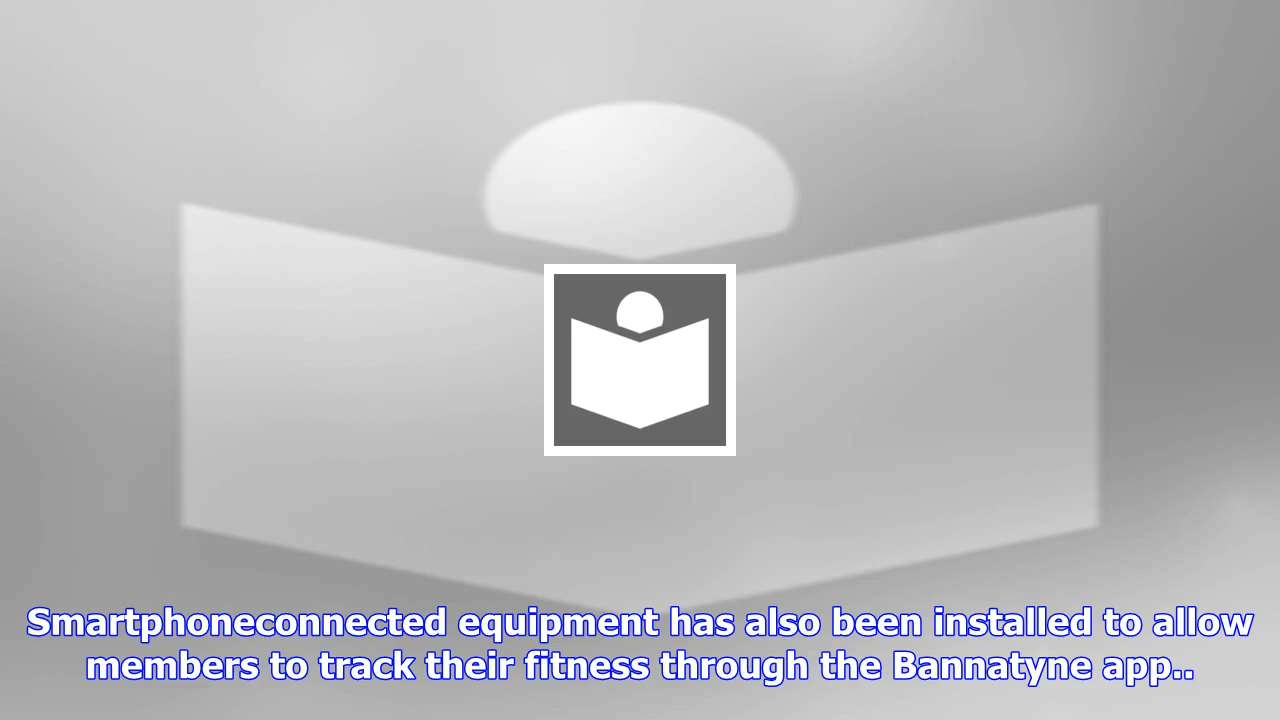 Smartphoneconnected equipment has also been installed to allow
members to track their fitness through the Bannatyne app..